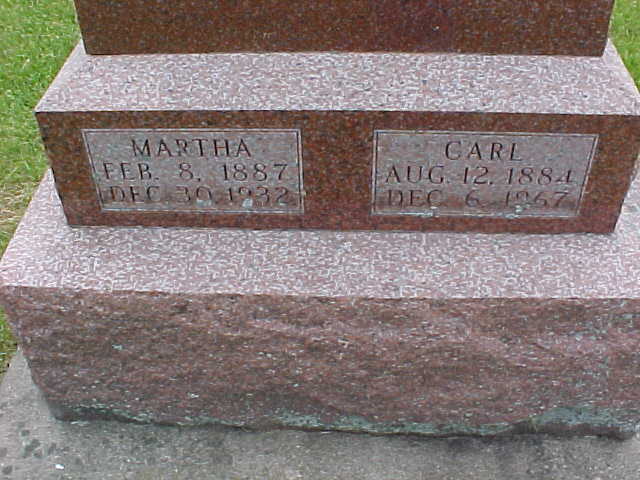 MARTHA
FEB. 8, 1887
DEC. 30, 1932
CARL
AUG. 12, 1884
DEC. 6, 1967